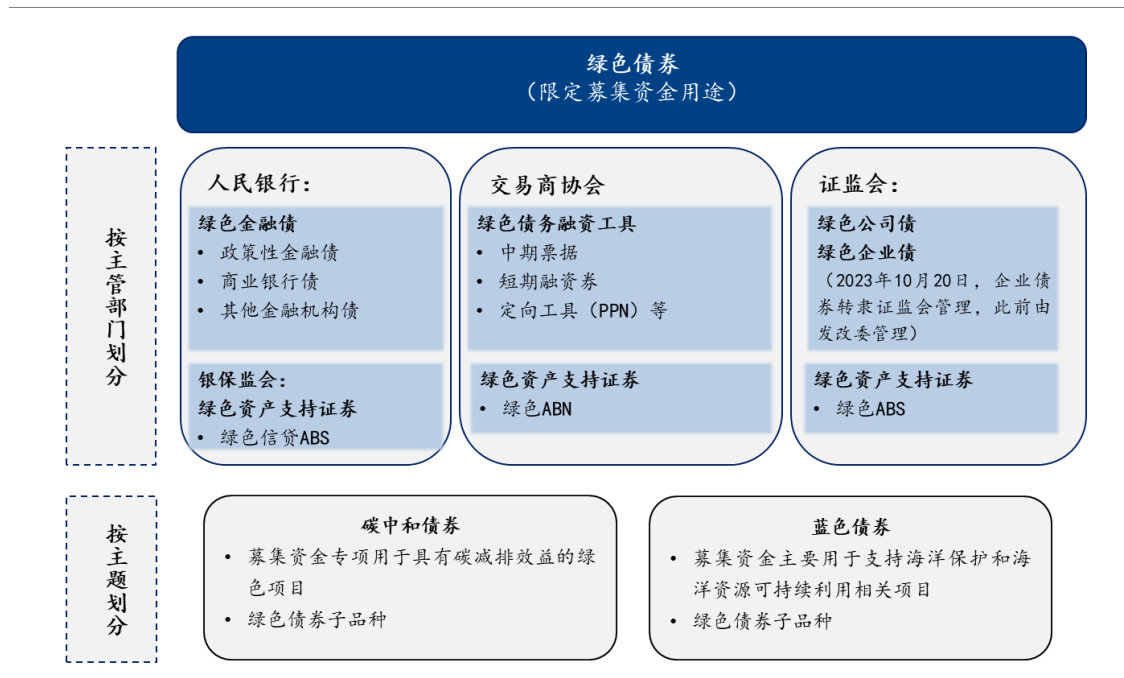 绿色债券
（限定募集资金用途）
按主管部门划分
人民银行：
绿色金融债
• 政策性金融债
• 商业银行债
• 其他金融机构债
银保监会：
绿色资产支持证券
• 绿色信贷ABS
交易商协会
绿色债务融资工具
• 中期票据
• 短期融资券
• 定向工具（PPN）等
绿色资产支持证券
• 绿色ABN
证监会：
绿色公司债
绿色企业债
（2023年10月20日，企业债
券转隶证监会管理，此前由
发改委管理）
绿色资产支持证券
• 绿色ABS
按主题划分
碳中和债券
• 募集资金专项用于具有碳减排效益的绿
色项目
• 绿色债券子品种
蓝色债券
• 募集资金主要用于支持海洋保护和海
洋资源可持续利用相关项目
• 绿色债券子品种